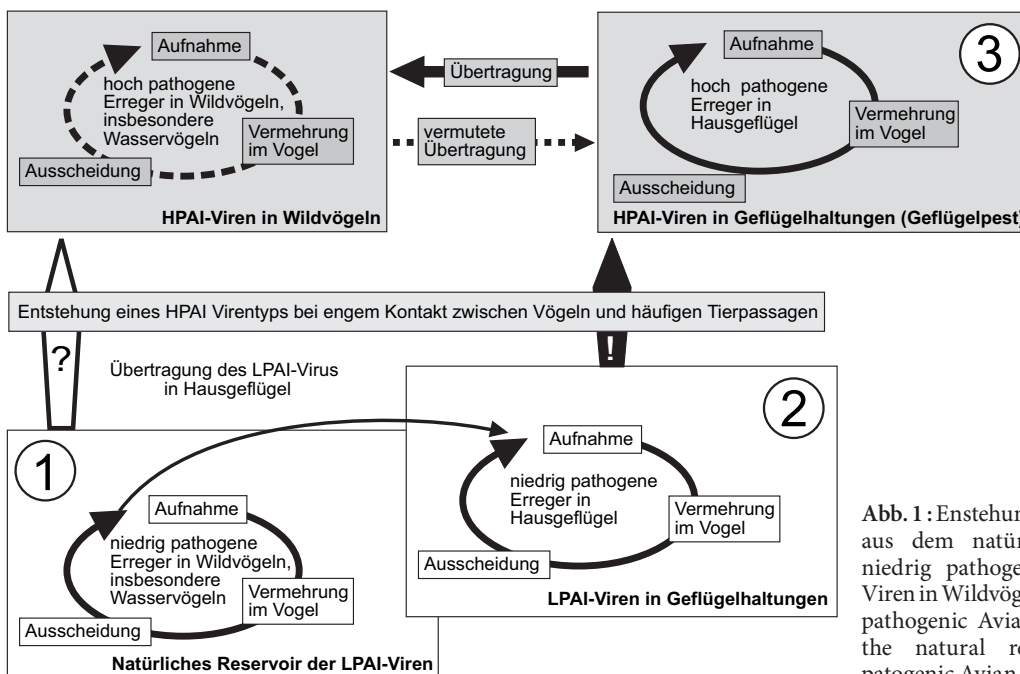 Aufnahme
hoch pathogene
Erreger in Wildvögeln,
insbesondere
Wasservögeln
Vermehrung
im Vogel
Ausscheidung
HPAI-Viren in Wildvögeln
Übertragung
vermutete
Übertragung
3
Aufnahme
hoch pathogene
Erreger in
Hausgeflügel
Vermehrung
im Vogel
Ausscheidung
HPAI-Viren in Geflügelhaltungen (Geflügelpest)
Entstehung eines HPAI Virentyps bei engem Kontakt zwischen Vögeln und häufigen Tierpassagen
?
!
Übertragung des LPAI-Virus
in Hausgeflügel
1
Aufnahme
niedrig pathogene
Erreger in Wildvögeln,
insbesondere
Wasservögeln
Vermehrung
im Vogel
Ausscheidung
Natürliches Reservoir der LPAI-Viren
2
Aufnahme
niedrig pathogene
Erreger in
Hausgeflügel
Vermehrung
im Vogel
Ausscheidung
LPAI-Viren in Geflügelhaltungen
Abb. 1: Enstehun
aus dem natür
niedrig pathoge
Viren in Wildvög
pathogenic Avia
the natural re
patogenic Avian